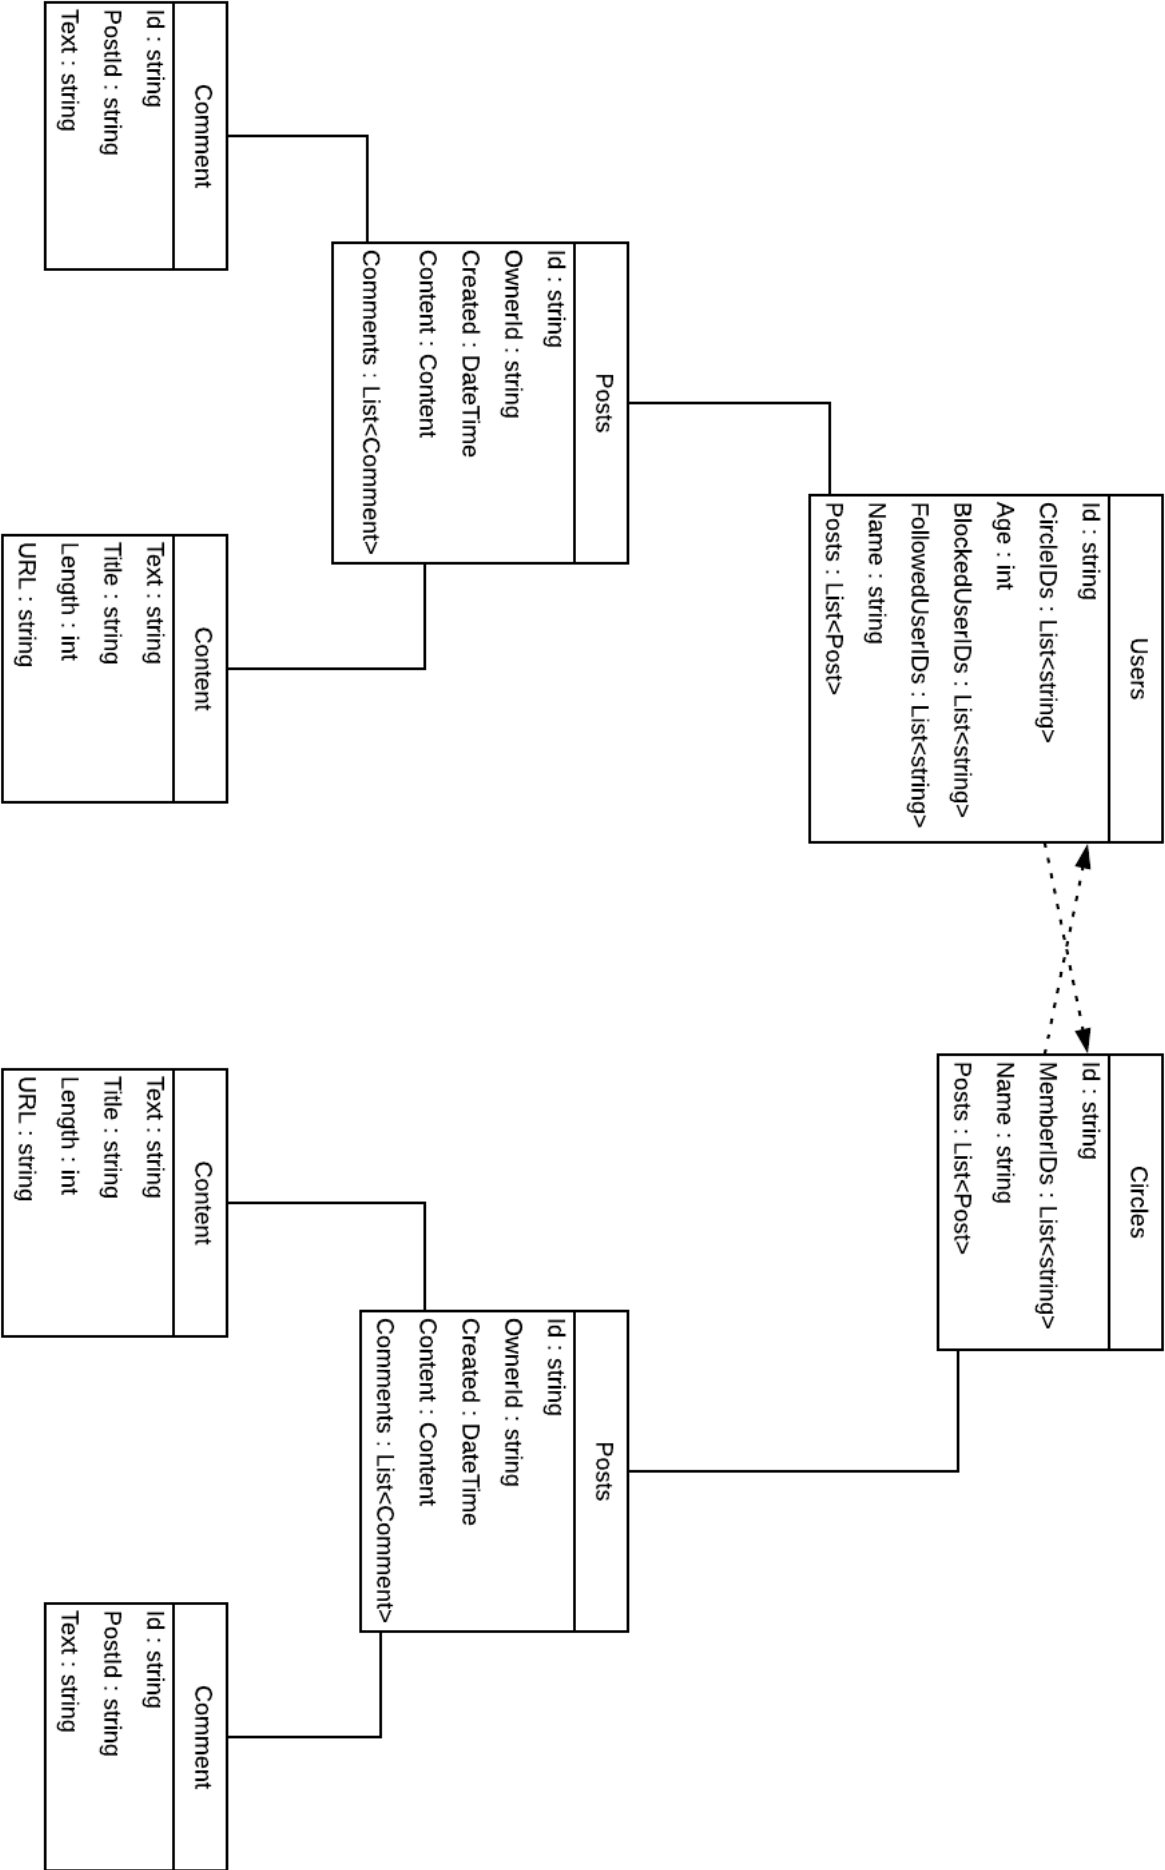 Users
Id : string
CircleIDs : List<string>
Age : int
BlockedUserIDs : List<string>
FollowedUserIDs : List<string>
Name : string
Posts : List<Post>
Circles
Id : string
MemberIDs : List<string>
Name : string
Posts : List<Post>
Posts
Id : string
OwnerId : string
Created : DateTime
Content : Content
Comments : List<Comment>
Posts
Id : string
OwnerId : string
Created : DateTime
Content : Content
Comments : List<Comment>
Comment
Id : string
PostId : string
Text : string
Content
Text : string
Title : string
Length : int
URL : string
Content
Text : string
Title : string
Length : int
URL : string
Comment
Id : string
PostId : string
Text : string